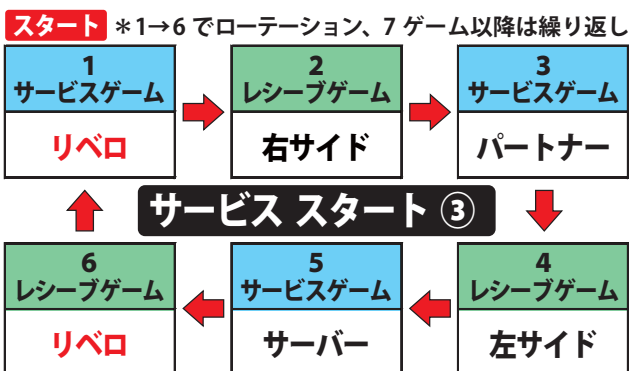 スタート ＊1→6 でローテーション、7 ゲーム以降は繰り返し
1
サービスゲーム
リベロ
2
レシーブゲーム
右サイド
3
サービスゲーム
パートナー
サービス スタート ③
6
レシーブゲーム
リベロ
5
サービスゲーム
サーバー
4
レシーブゲーム
左サイド